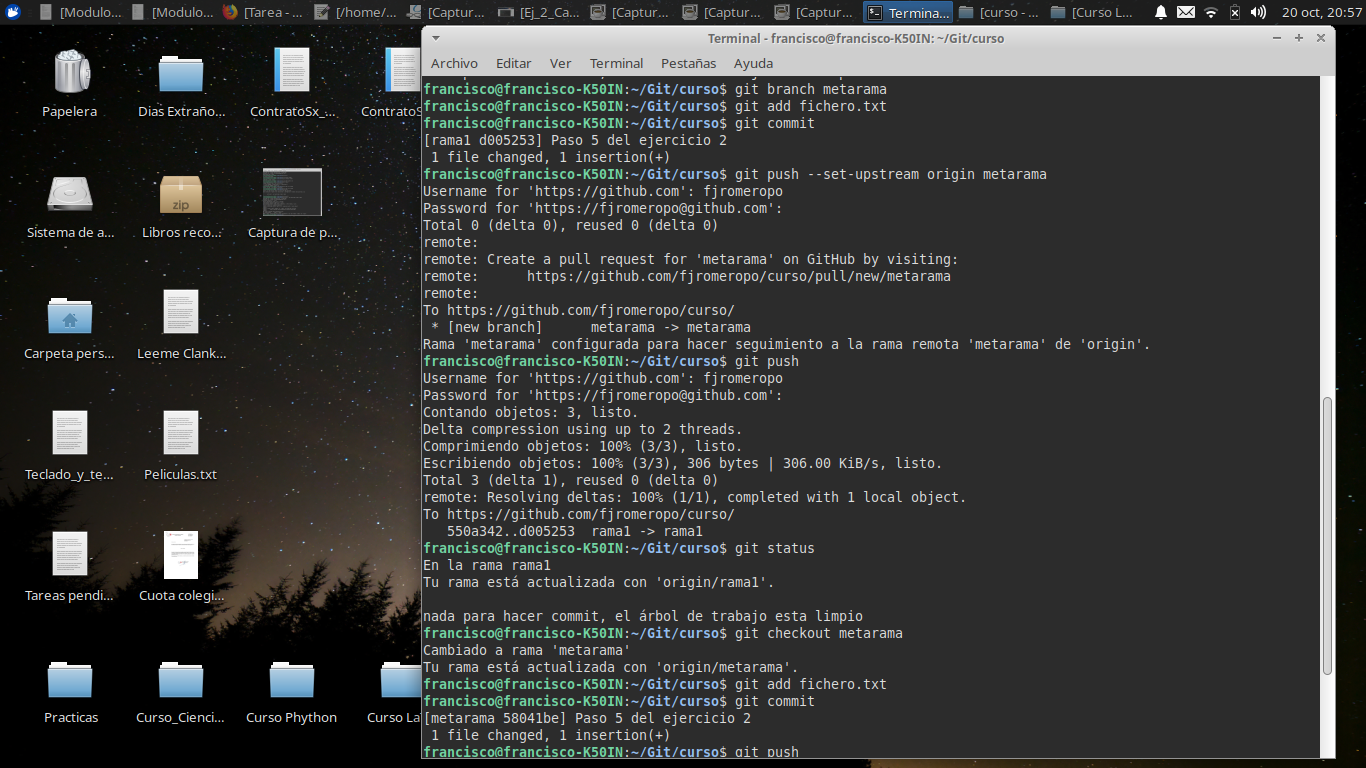 [Modulo...
[Modulo...
[Tarea - ...
[/home/...
[Captur...
[Ej_2_Ca...
[Captur...
[Captur...
[Captur...
Termina...
[curso - ...
[Curso L...
20 oct, 20:57
Papelera
Dias Extraño...
ContratoSx_...
ContratoS
Sistema de a...
Libros reco...
zip
Captura de p...
Carpeta pers...
Leeme Clank...
Teclado_y_te...
Peliculas.txt
Tareas pendi...
Cuota colegi...
Practicas
Curso_Cienci...
Curso Phython
Curso La
Terminal - francisco@francisco-K50IN: ~/Git/curso
Archivo Editar Ver Terminal Pestañas Ayuda
francisco@francisco-K50IN:~/Git/curso$ git branch metarama
francisco@francisco-K50IN:~/Git/curso$ git add fichero.txt
francisco@francisco-K50IN:~/Git/curso$ git commit
[rama1 d005253] Paso 5 del ejercicio 2
 1 file changed, 1 insertion(+)
francisco@francisco-K50IN:~/Git/curso$ git push --set-upstream origin metarama
Username for 'https://github.com': fjromeropo
Password for 'https://fjromeropo@github.com':
Total 0 (delta 0), reused 0 (delta 0)
remote:
remote: Create a pull request for 'metarama' on GitHub by visiting:
remote:      https://github.com/fjromeropo/curso/pull/new/metarama
remote:
To https://github.com/fjromeropo/curso/
 * [new branch]      metarama -> metarama
Rama 'metarama' configurada para hacer seguimiento a la rama remota 'metarama' de 'origin'.
francisco@francisco-K50IN:~/Git/curso$ git push
Username for 'https://github.com': fjromeropo
Password for 'https://fjromeropo@github.com':
Contando objetos: 3, listo.
Delta compression using up to 2 threads.
Comprimiendo objetos: 100% (3/3), listo.
Escribiendo objetos: 100% (3/3), 306 bytes | 306.00 KiB/s, listo.
Total 3 (delta 1), reused 0 (delta 0)
remote: Resolving deltas: 100% (1/1), completed with 1 local object.
To https://github.com/fjromeropo/curso/
   550a342..d005253  rama1 -> rama1
francisco@francisco-K50IN:~/Git/curso$ git status
En la rama rama1
Tu rama está actualizada con 'origin/rama1'.
nada para hacer commit, el árbol de trabajo esta limpio
francisco@francisco-K50IN:~/Git/curso$ git checkout metarama
Cambiado a rama 'metarama'
Tu rama está actualizada con 'origin/metarama'.
francisco@francisco-K50IN:~/Git/curso$ git add fichero.txt
francisco@francisco-K50IN:~/Git/curso$ git commit
[metarama 58041be] Paso 5 del ejercicio 2
 1 file changed, 1 insertion(+)
francisco@francisco-K50IN:~/Git/curso$ git push